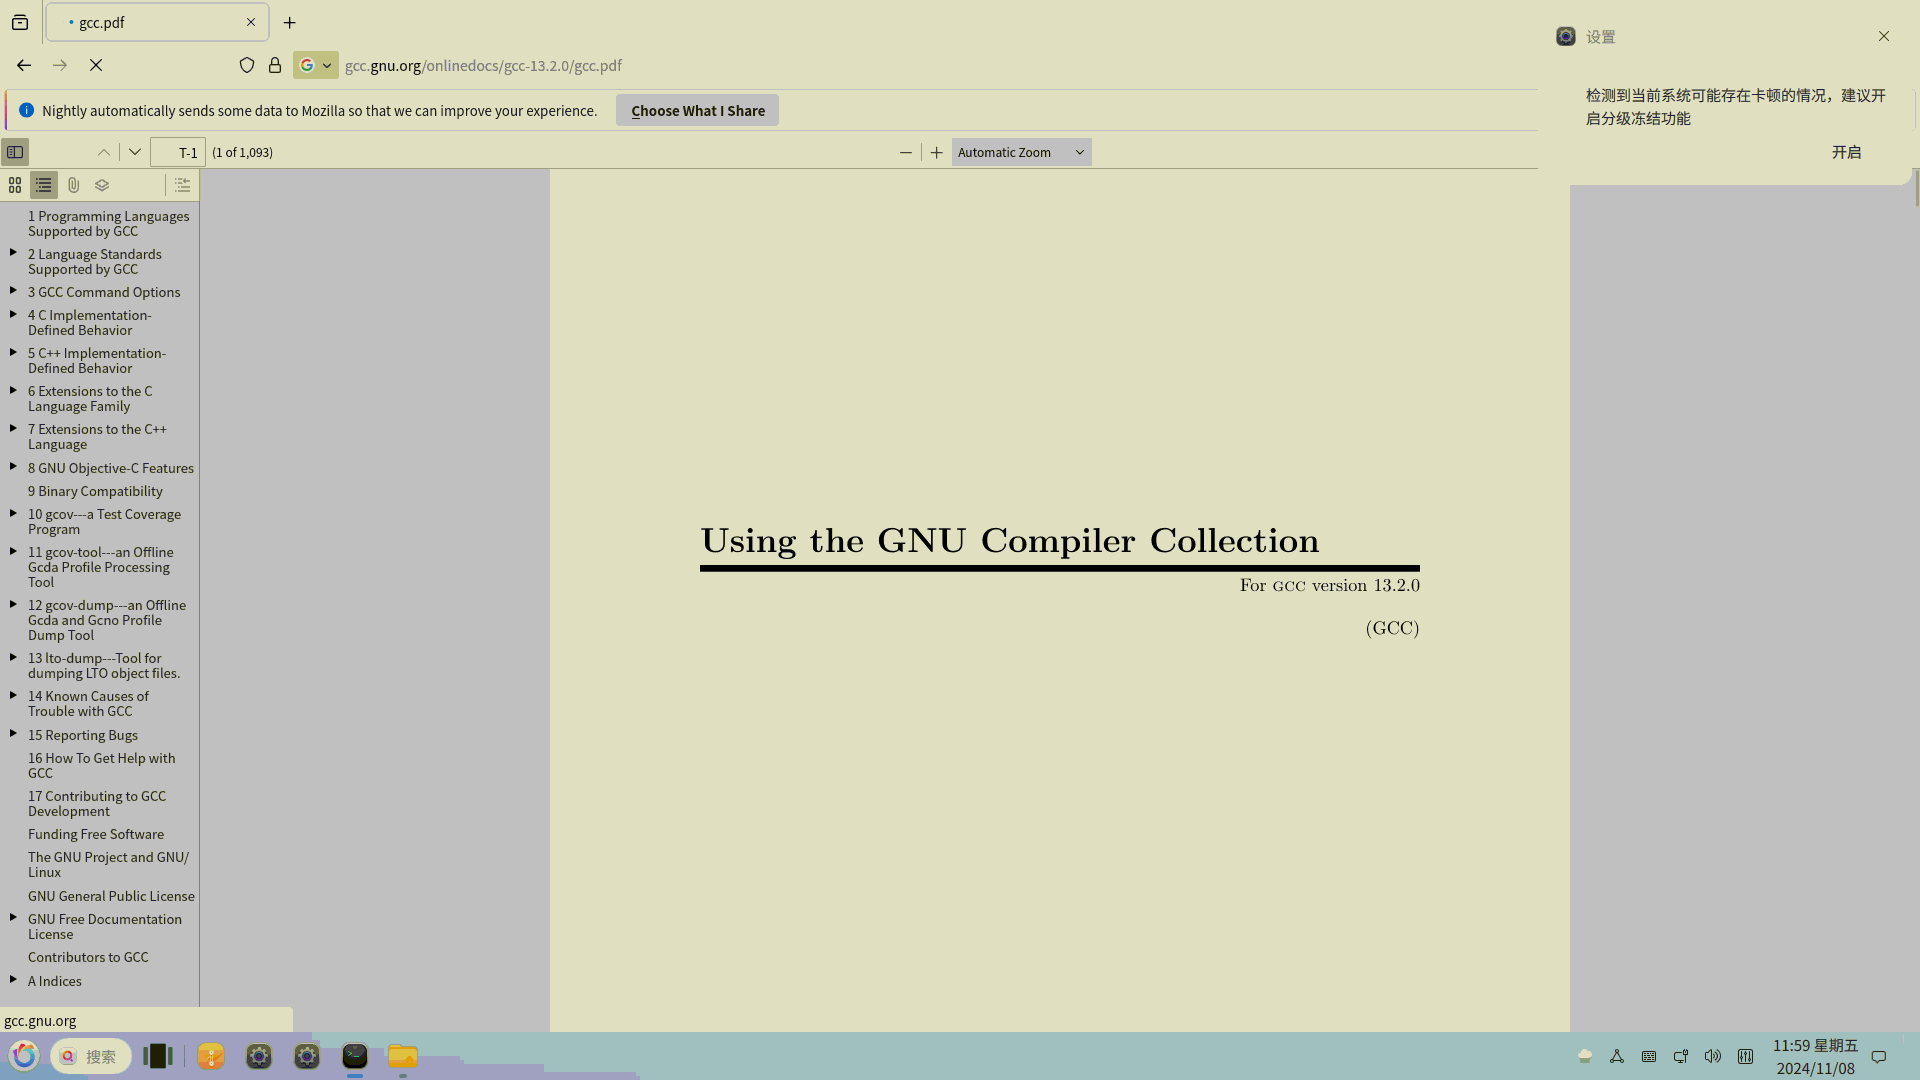 gcc.pdf
gcc.gnu.org/onlinedocs/gcc-13.2.0/gcc.pdf
Nightly automatically sends some data to Mozilla so that we can improve your experience.
Choose What I Share
设置
检测到当前系统可能存在卡顿的情况，建议开
启分级冻结功能
开启
T-1 (1 of 1,093)
Automatic Zoom
1 Programming Languages
Supported by GCC
2 Language Standards
Supported by GCC
3 GCC Command Options
4 C Implementation-
Defined Behavior
5 C++ Implementation-
Defined Behavior
6 Extensions to the C
Language Family
7 Extensions to the C++
Language
8 GNU Objective-C Features
9 Binary Compatibility
10 gcov---a Test Coverage
Program
11 gcov-tool---an Offline
Gcda Profile Processing
Tool
12 gcov-dump---an Offline
Gcda and Gcno Profile
Dump Tool
13 lto-dump---Tool for
dumping LTO object files.
14 Known Causes of
Trouble with GCC
15 Reporting Bugs
16 How To Get Help with
GCC
17 Contributing to GCC
Development
Funding Free Software
The GNU Project and GNU/
Linux
GNU General Public License
GNU Free Documentation
License
Contributors to GCC
A Indices
Using the GNU Compiler Collection
For GCC version 13.2.0
(GCC)
gcc.gnu.org
搜索
11:59 星期五
2024/11/08